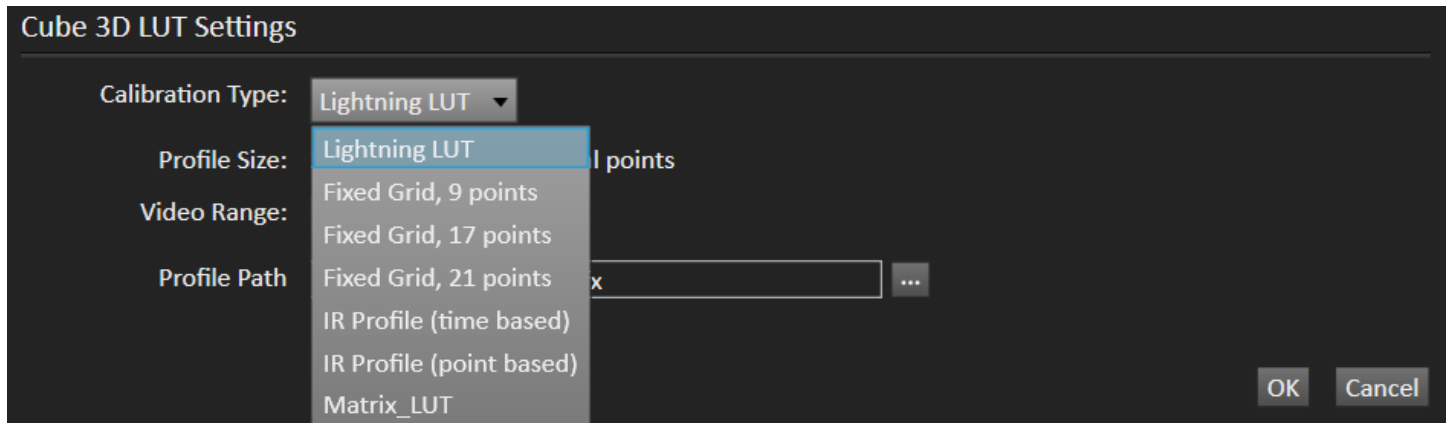 Cube 3D LUT Settings
Calibration Type:
Lightning LUT
Lightning LUT
Profile Size:
l points
Fixed Grid, 9 points
Video Range:
Fixed Grid, 17 points
Profile Path
Fixed Grid, 21 points
x
...
IR Profile (time based)
IR Profile (point based)
Matrix_LUT
OK
Cancel